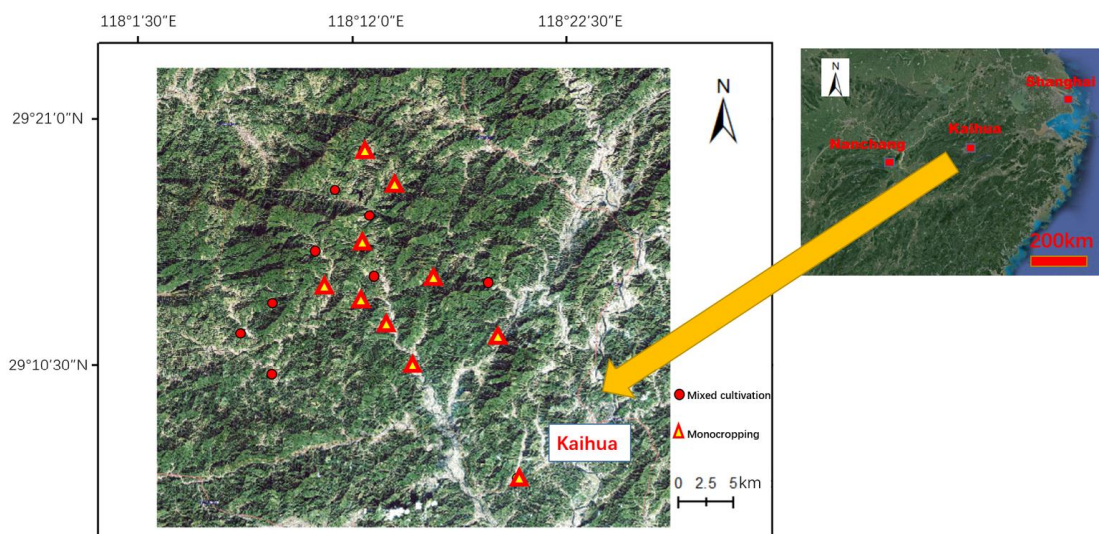 118°1'30"E 118°12'0"E 118°22'30"E
29°21'0"N
29°10'30"N
N
Mixed cultivation
Monocropping
Kaihua
0 2.5 5km
N
Shanghai
Kaihua
Nanchang
200km